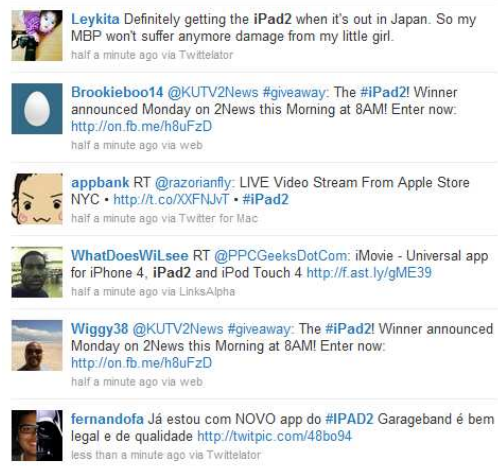 Leykita Definitely getting the iPad2 when it's out in Japan. So my
MBP won't suffer anymore damage from my little girl.
half a minute ago via Twittelator
Brookieboo14 @KUTV2News #giveaway: The #iPad2! Winner
announced Monday on 2News this Morning at 8AM! Enter now:
http://on.fb.me/h8uFzD
half a minute ago via web
appbank RT @razorianfly: LIVE Video Stream From Apple Store
NYC • http://t.co/XXFNJvT • #iPad2
half a minute ago via Twitter for Mac
WhatDoesWiLsee RT @PPCGeeksDotCom: iMovie - Universal app
for iPhone 4, iPad2 and iPod Touch 4 http://f.ast.ly/gME39
half a minute ago via LinksAlpha
Wiggy38 @KUTV2News #giveaway: The #iPad2! Winner announced
Monday on 2News this Morning at 8AM! Enter now:
http://on.fb.me/h8uFzD
half a minute ago via web
fernandofa Já estou com NOVO app do #IPAD2 Garageband é bem
legal e de qualidade http://twitpic.com/48bo94
less than a minute ago via Twittelator